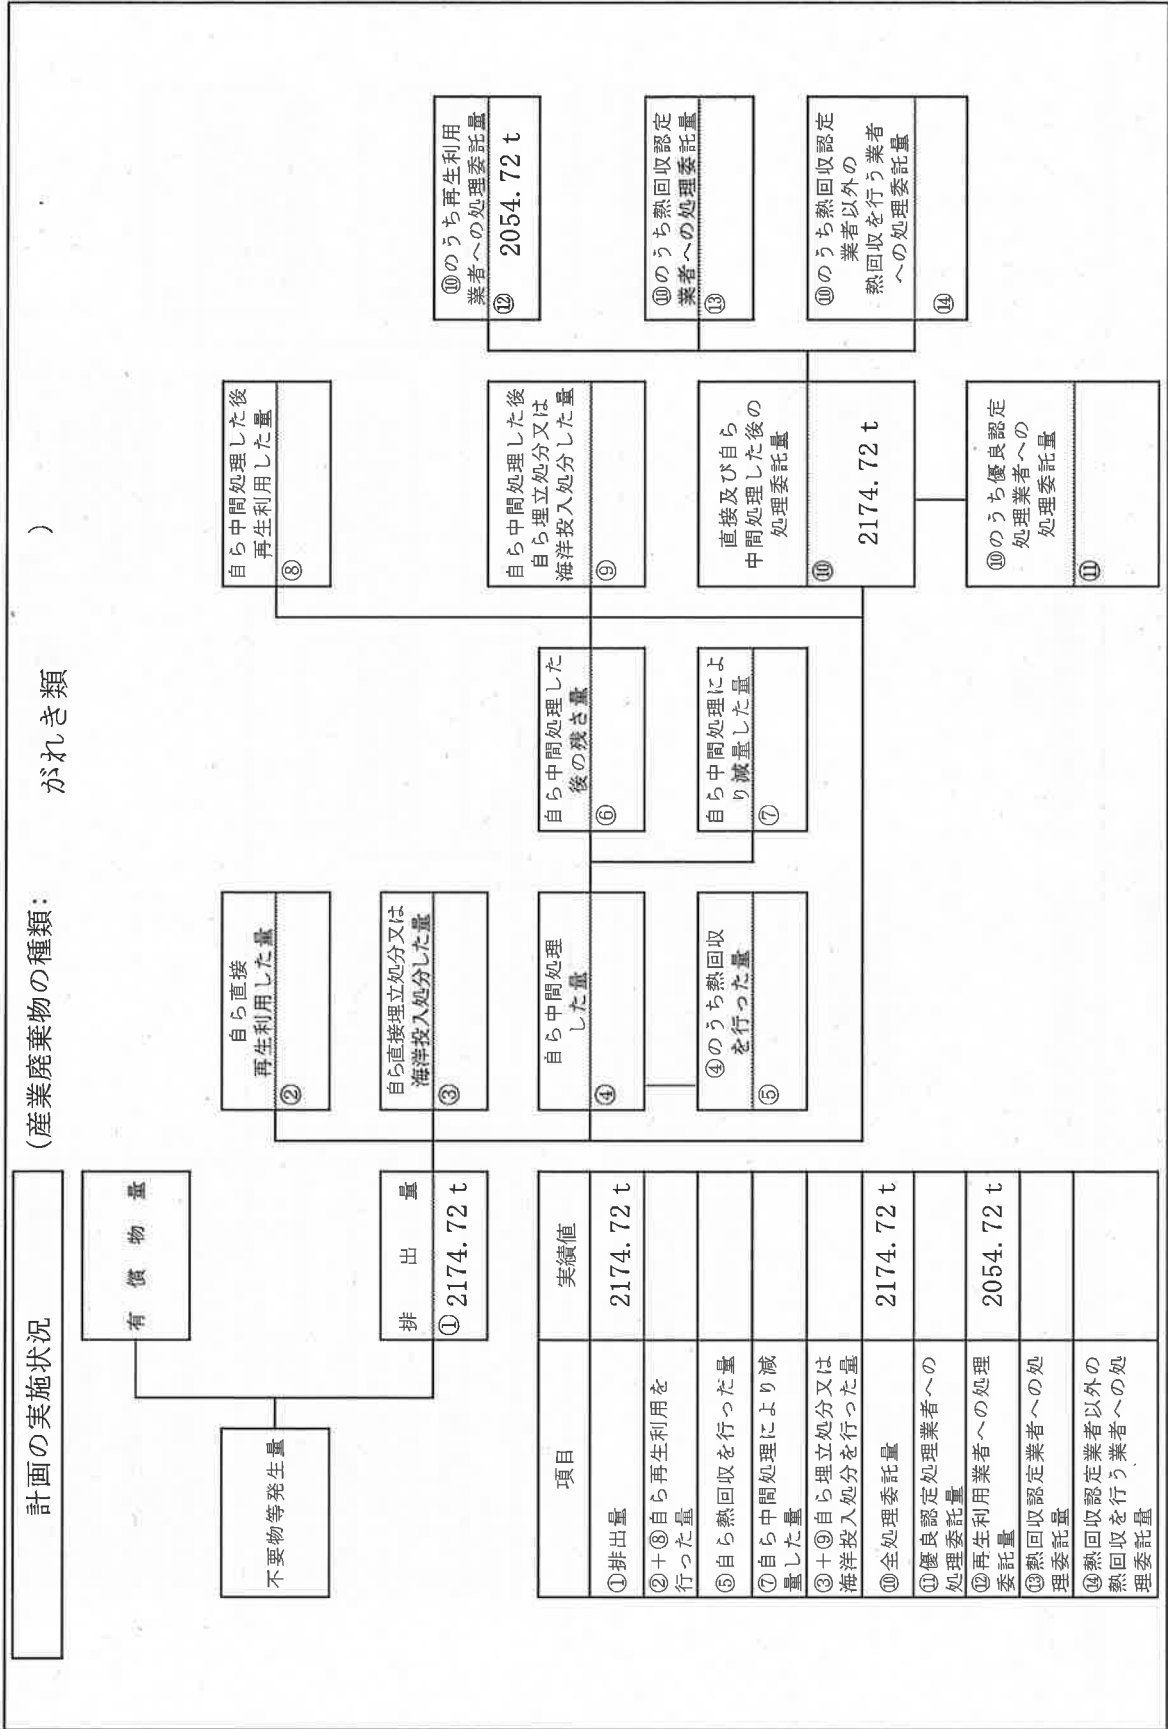 計画の実施状況
(産業廃棄物の種類: がれき類 )
不要物等発生量
有償物量
排出量
① 2174.72 t
自ら直接
再生利用した量
②
自ら直接埋立処分又は
海洋投入処分した量
③
自ら中間処理
した量
④
④のうち熱回収
を行った量
⑤
自ら中間処理した
後の残さ量
⑥
自ら中間処理によ
り減量した量
⑦
自ら中間処理した後
再生利用した量
⑧
自ら中間処理した後
自ら埋立処分又は
海洋投入処分した量
⑨
直接及び自ら
中間処理した後の
処理委託量
⑩
2174.72 t
⑩のうち優良認定
処理業者への
処理委託量
⑪
⑩のうち再生利用
業者への処理委託量
⑫ 2054.72 t
⑩のうち熱回収認定
業者への処理委託量
⑬
⑩のうち熱回収認定
業者以外の
熱回収を行う業者
への処理委託量
⑭
項目 実績値
①排出量 2174.72 t
②+⑧自ら再生利用を
行った量
⑤自ら熱回収を行った量
⑦自ら中間処理により減
量した量
③+⑨自ら埋立処分又は
海洋投入処分を行った量
⑩全処理委託量 2174.72 t
⑪優良認定処理業者への
処理委託量
⑫再生利用業者への処理
委託量 2054.72 t
⑬熱回収認定業者への処
理委託量
⑭熱回収認定業者以外の
熱回収を行う業者への処
理委託量